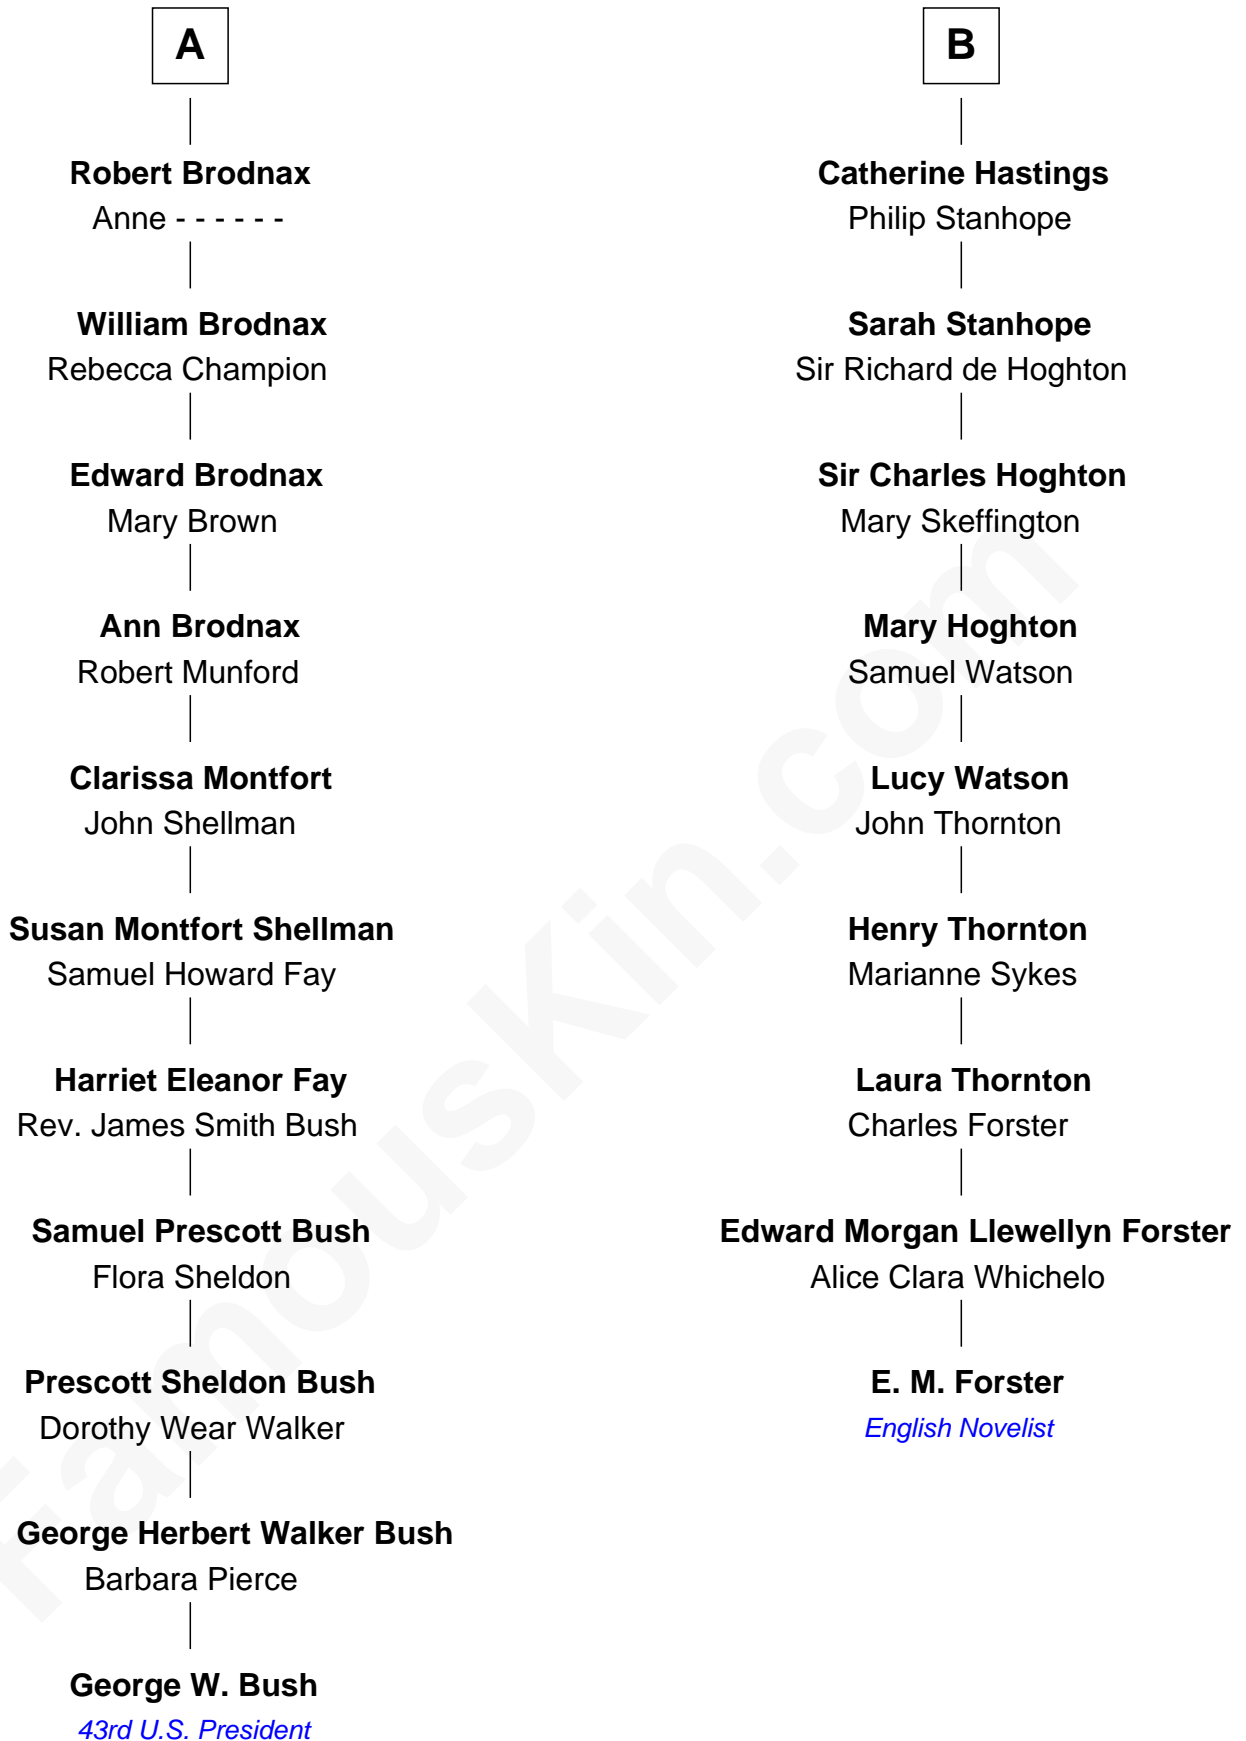 A
Robert Brodnax
Anne - - - - - -
William Brodnax
Rebecca Champion
Edward Brodnax
Mary Brown
Ann Brodnax
Robert Munford
Clarissa Montfort
John Shellman
Susan Montfort Shellman
Samuel Howard Fay
Harriet Eleanor Fay
Rev. James Smith Bush
Samuel Prescott Bush
Flora Sheldon
Prescott Sheldon Bush
Dorothy Wear Walker
George Herbert Walker Bush
Barbara Pierce
George W. Bush
43rd U.S. President
B
Catherine Hastings
Philip Stanhope
Sarah Stanhope
Sir Richard de Hoghton
Sir Charles Hoghton
Mary Skeffington
Mary Hoghton
Samuel Watson
Lucy Watson
John Thornton
Henry Thornton
Marianne Sykes
Laura Thornton
Charles Forster
Edward Morgan Llewellyn Forster
Alice Clara Whichelo
E. M. Forster
English Novelist
FamousKin.com